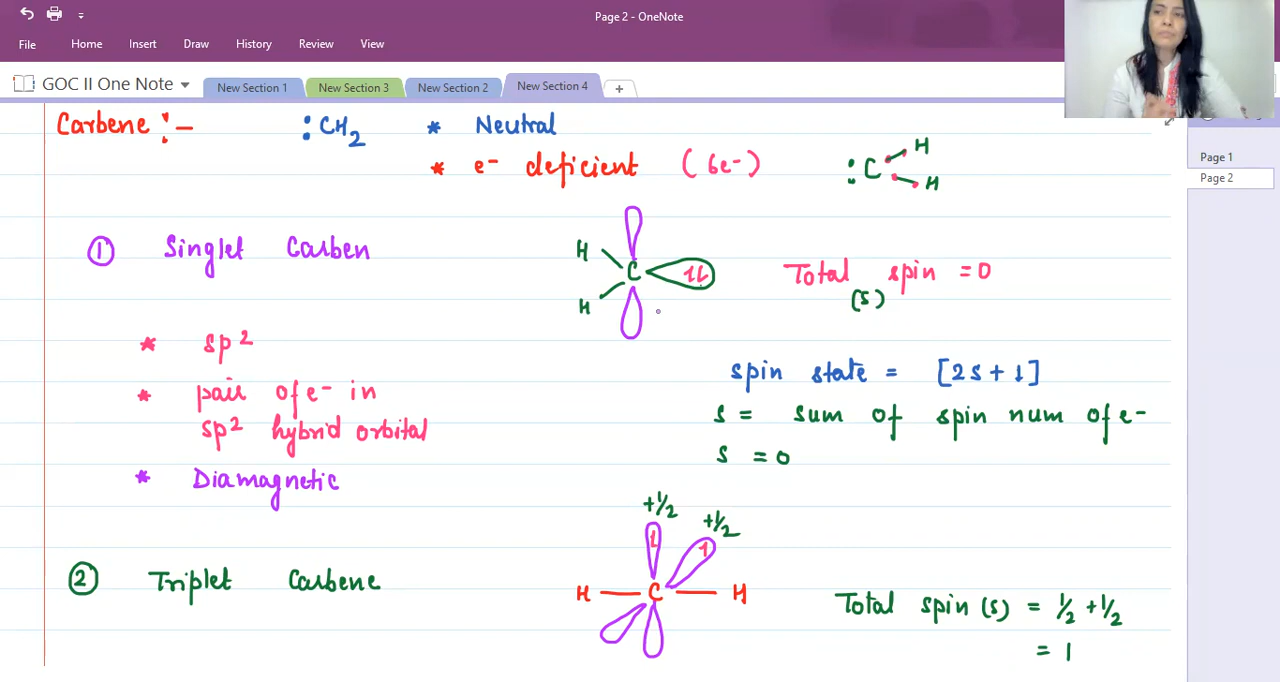 Page 2 - OneNote
File Home Insert Draw History Review View
GOC II One Note New Section 1 New Section 3 New Section 2 New Section 4 +
Page 1
Page 2
Carbene :- :CH2 * Neutral
* e- deficient (6e-) :C H H
① Singlet Carben H H C 1L Total spin = 0
(s)
* sp2
* pair of e- in
sp2 hybrid orbital
* Diamagnetic
spin state = [2s + 1]
s = sum of spin num of e-
s = 0
② Triplet Carbene +1/2 +1/2 1 1 H C H
Total spin (s) = 1/2 + 1/2
= 1